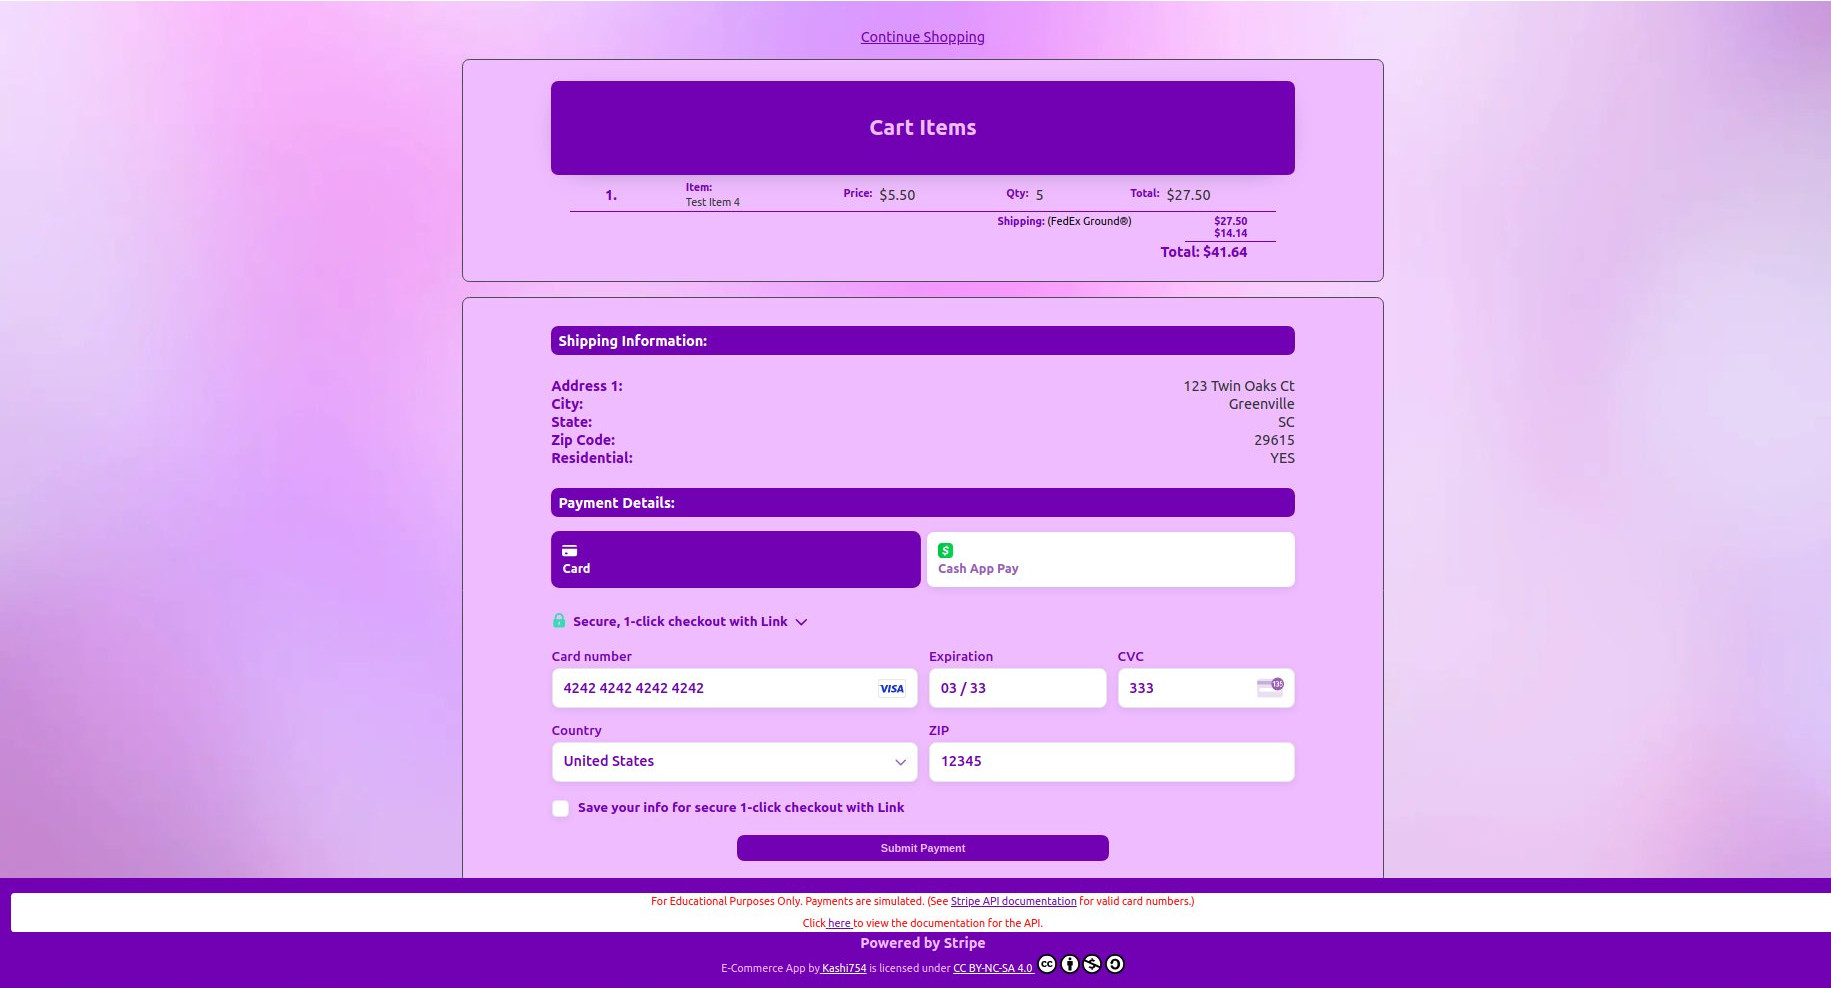 Continue Shopping
Cart Items
1. Item: Test Item 4 Price: $5.50 Qty: 5 Total: $27.50
Shipping: (FedEx Ground®) $27.50
$14.14
Total: $41.64
Shipping Information:
Address 1: 123 Twin Oaks Ct
City: Greenville
State: SC
Zip Code: 29615
Residential: YES
Payment Details:
Card
Cash App Pay
Secure, 1-click checkout with Link
Card number Expiration CVC
4242 4242 4242 4242 VISA 03 / 33 333 135
Country ZIP
United States 12345
Save your info for secure 1-click checkout with Link
Submit Payment
For Educational Purposes Only. Payments are simulated. (See Stripe API documentation for valid card numbers.)
Click here to view the documentation for the API.
Powered by Stripe
E-Commerce App by Kashi754 is licensed under CC BY-NC-SA 4.0